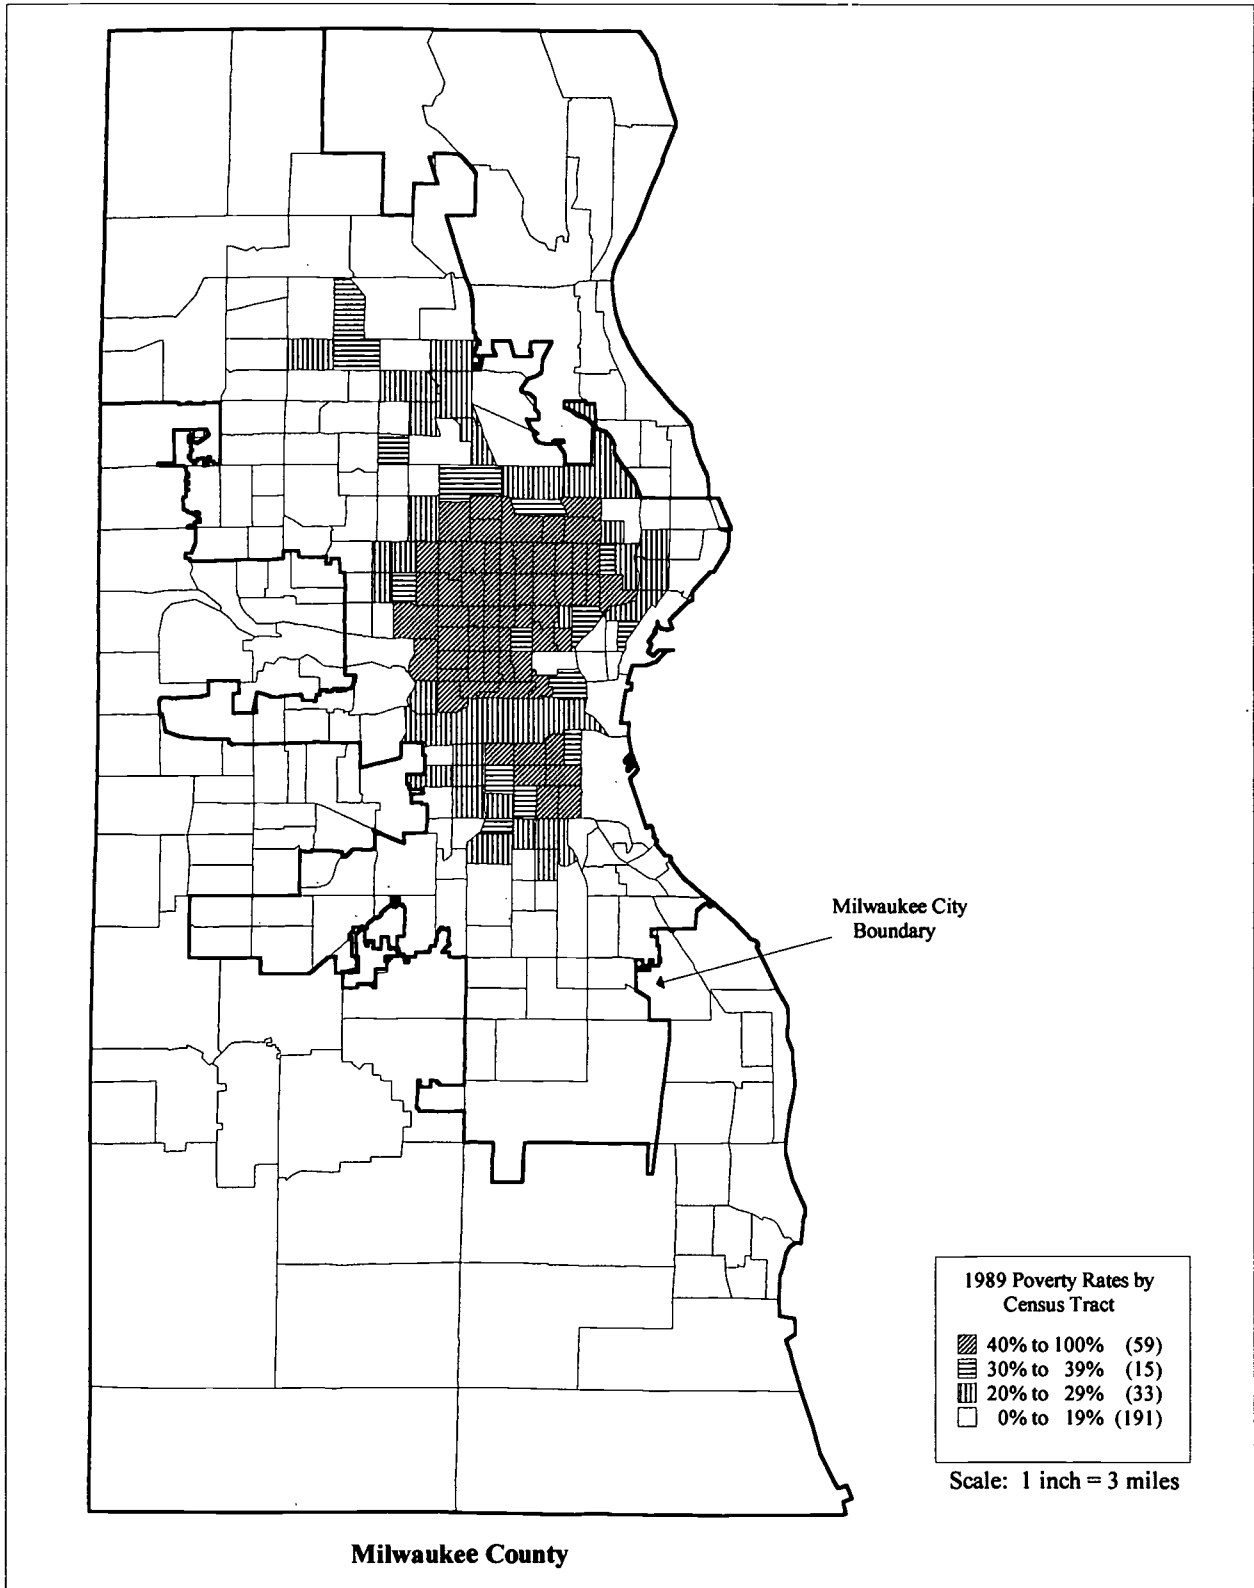 Milwaukee City
Boundary
1989 Poverty Rates by
Census Tract
40% to 100% (59)
30% to 39% (15)
20% to 29% (33)
0% to 19% (191)
Scale: 1 inch = 3 miles
Milwaukee County